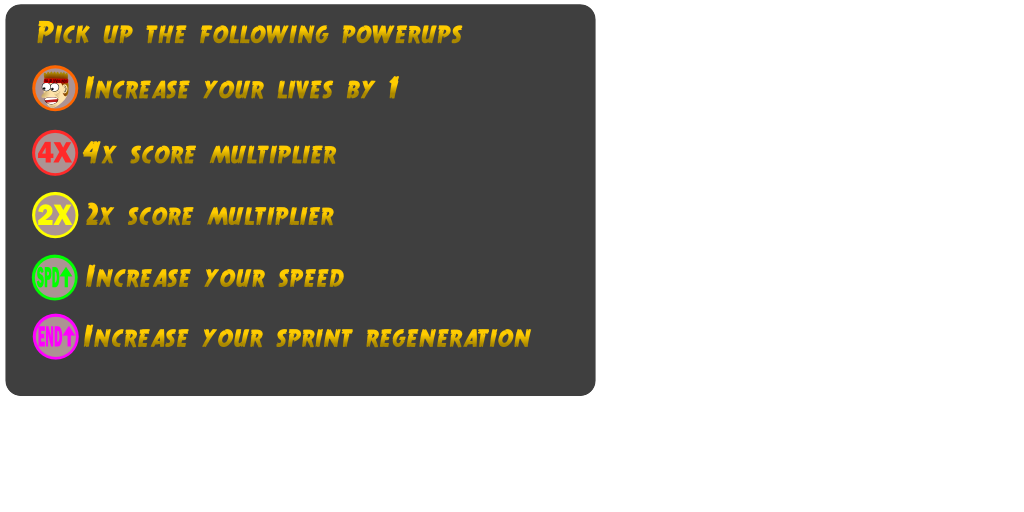 Pick up the following powerups
Increase your lives by 1
4X 4x score multiplier
2X 2x score multiplier
SPD↑ Increase your speed
END↑ Increase your sprint regeneration